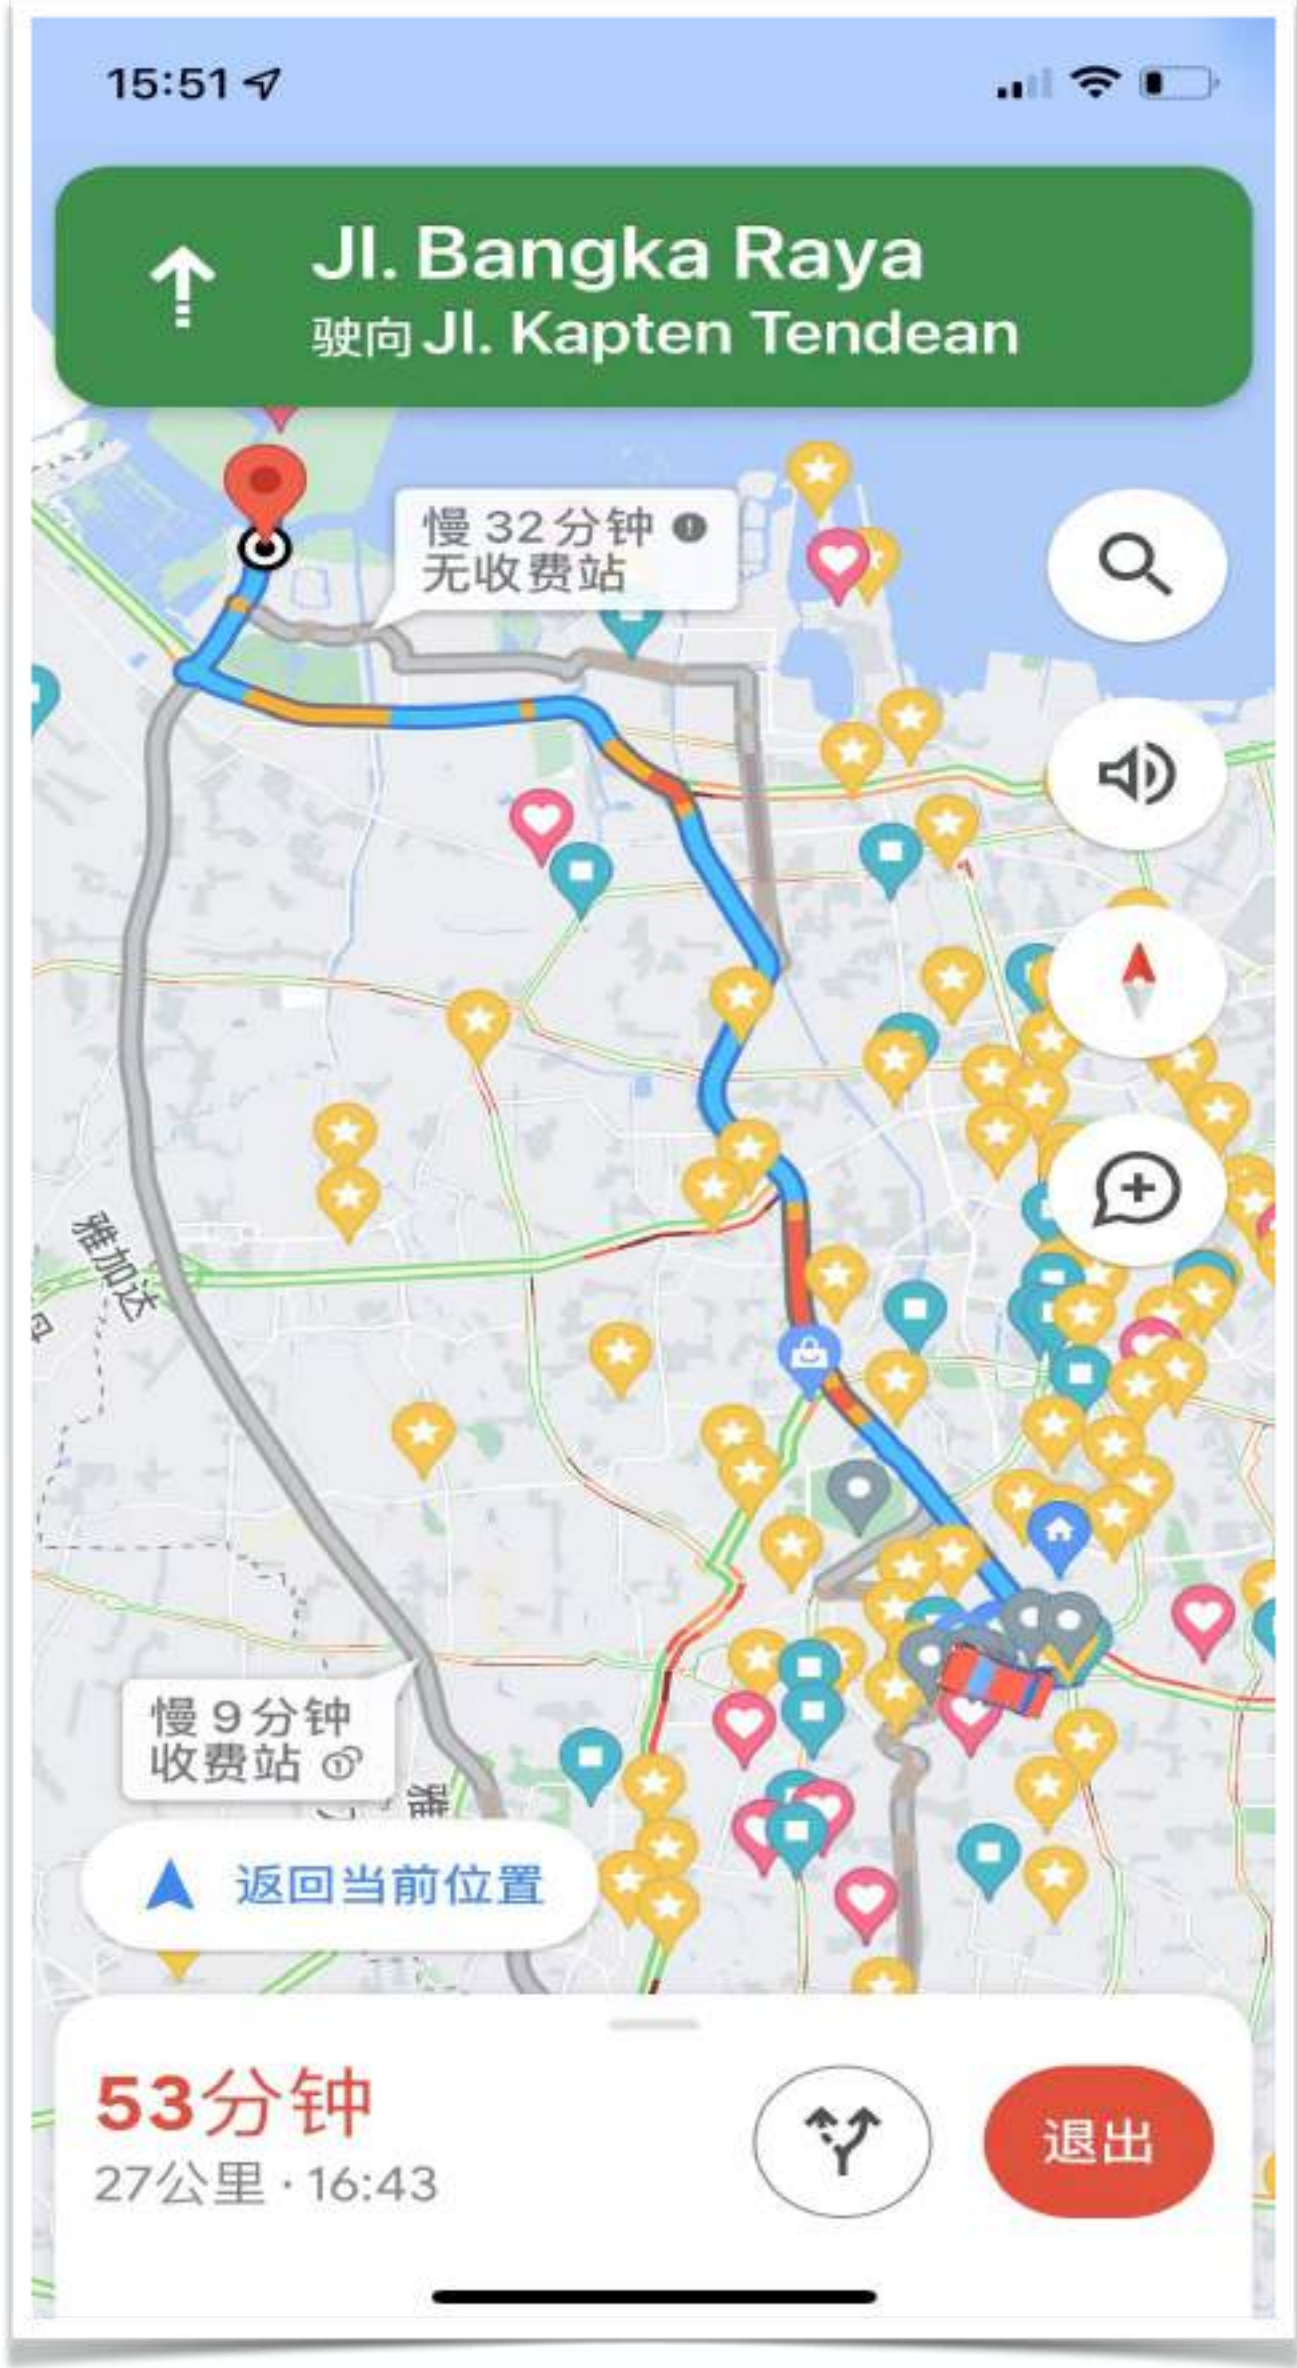 15:51
Jl. Bangka Raya
驶向 Jl. Kapten Tendean
慢 32 分钟
无收费站
雅加达
慢 9 分钟
收费站
雅
返回当前位置
53分钟
27公里 · 16:43
退出